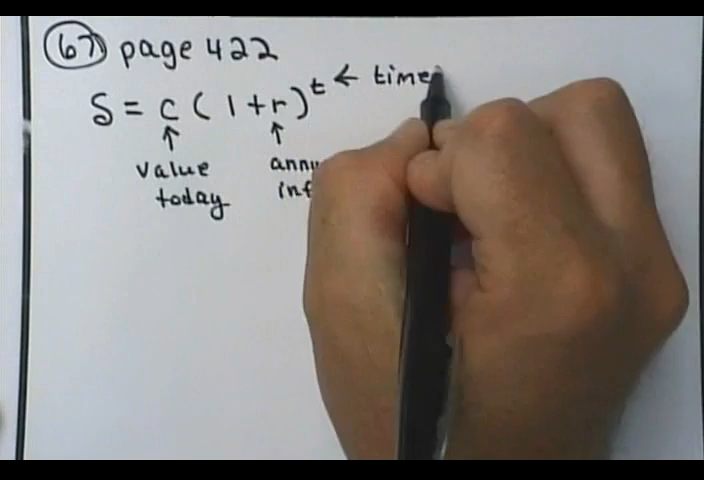 67 page 422
S = c (1+r)^t ← time
↑ ↑
value
today